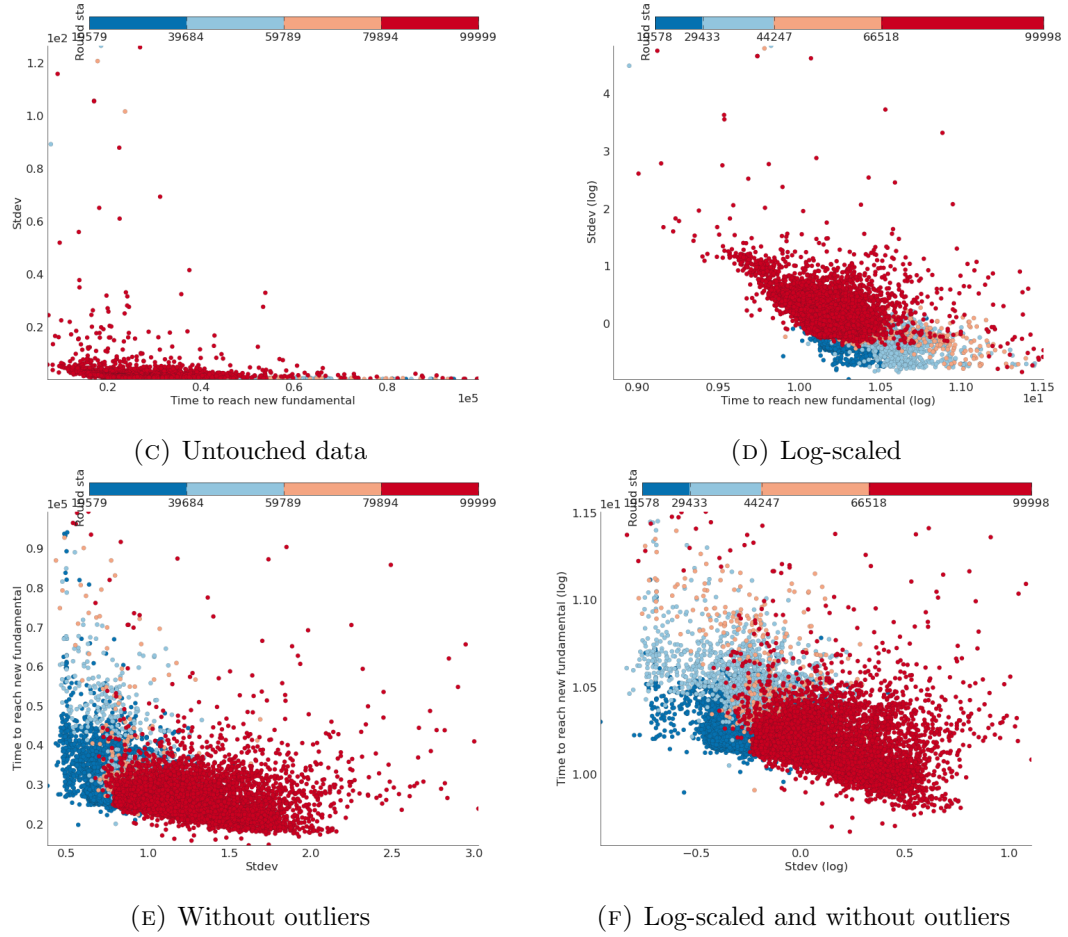 Round sta
19579 39684 59789 79894 99999
1e2
1.2
1.0
0.8
0.6
0.4
0.2
Stdev
0.2 0.4 0.6 0.8 1.0
1e5
Time to reach new fundamental
(C) Untouched data
Round sta
19578 29433 44247 66518 99998
4
3
2
1
0
Stdev (log)
0.90 0.95 1.00 1.05 1.10 1.15
1e1
Time to reach new fundamental (log)
(D) Log-scaled
Round sta
19579 39684 59789 79894 99999
1e5
0.9
0.8
0.7
0.6
0.5
0.4
0.3
0.2
Time to reach new fundamental
0.5 1.0 1.5 2.0 2.5 3.0
Stdev
(E) Without outliers
Round sta
19578 29433 44247 66518 99998
1e1
1.15
1.10
1.05
1.00
Time to reach new fundamental (log)
−0.5 0.0 0.5 1.0
Stdev (log)
(F) Log-scaled and without outliers